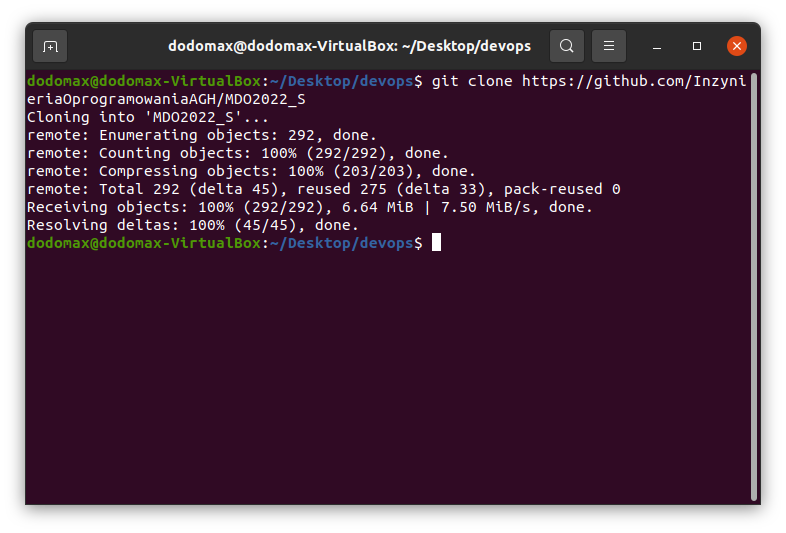 dodomax@dodomax-VirtualBox: ~/Desktop/devops
dodomax@dodomax-VirtualBox:~/Desktop/devops$ git clone https://github.com/Inzyni
eriaOprogramowaniaAGH/MDO2022_S
Cloning into 'MDO2022_S'...
remote: Enumerating objects: 292, done.
remote: Counting objects: 100% (292/292), done.
remote: Compressing objects: 100% (203/203), done.
remote: Total 292 (delta 45), reused 275 (delta 33), pack-reused 0
Receiving objects: 100% (292/292), 6.64 MiB | 7.50 MiB/s, done.
Resolving deltas: 100% (45/45), done.
dodomax@dodomax-VirtualBox:~/Desktop/devops$